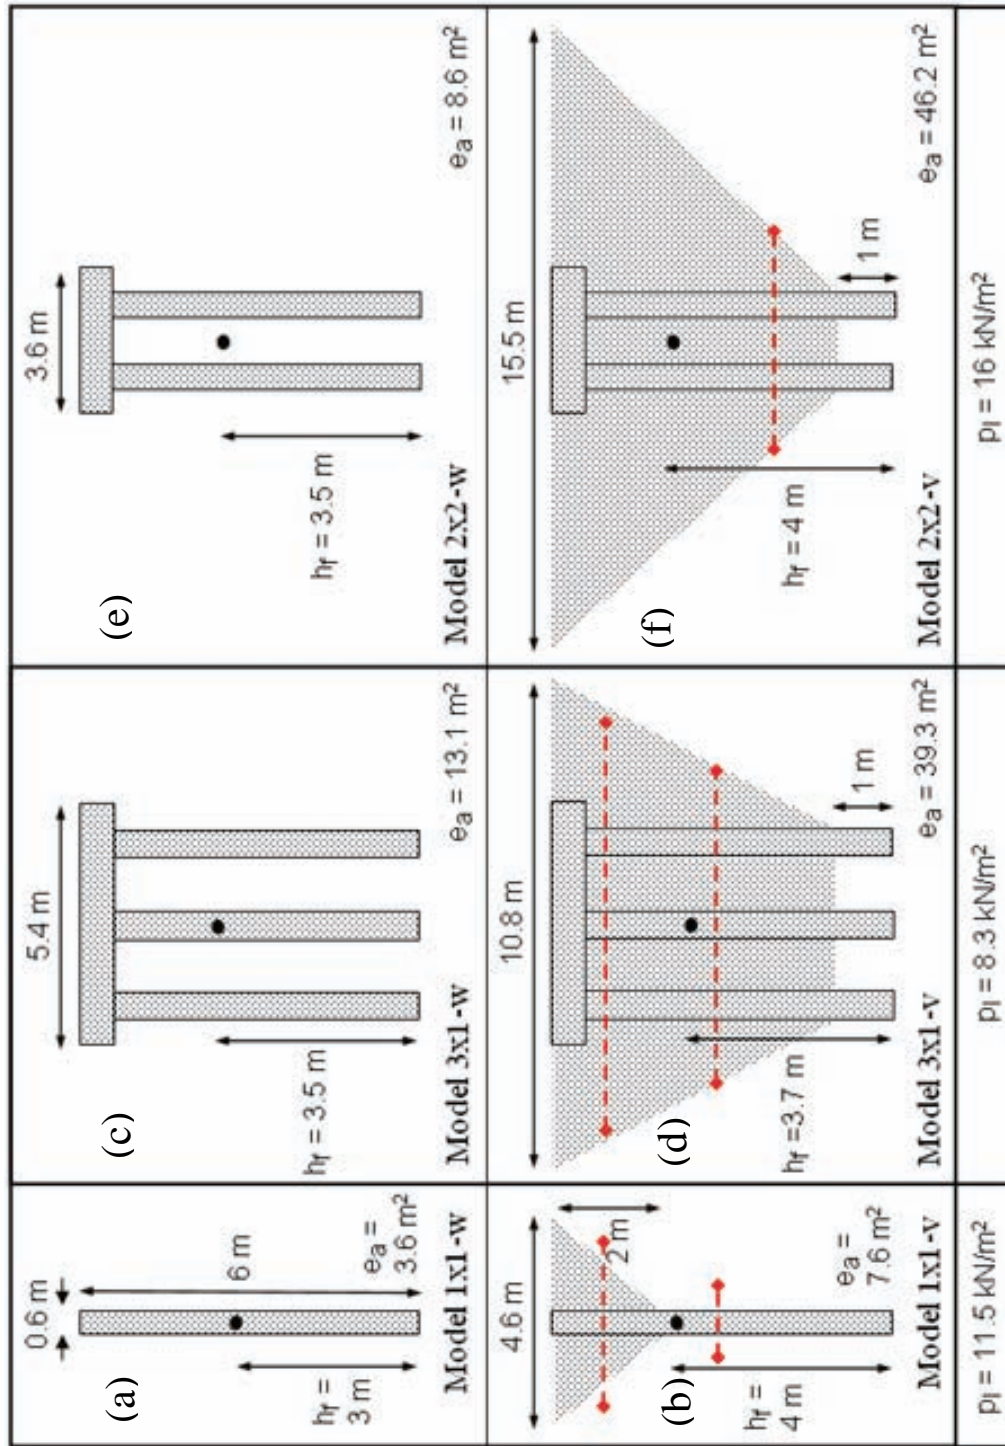 (a)
0.6 m
6 m
hf = 3 m
ea = 3.6 m²
Model 1x1-w
(c)
5.4 m
hf = 3.5 m
ea = 13.1 m²
Model 3x1-w
(e)
3.6 m
hf = 3.5 m
ea = 8.6 m²
Model 2x2-w
(b)
4.6 m
2 m
hf = 4 m
ea = 7.6 m²
Model 1x1-v
(d)
10.8 m
hf =3.7 m
1 m
ea = 39.3 m²
Model 3x1-v
(f)
15.5 m
hf = 4 m
1 m
ea = 46.2 m²
Model 2x2-v
pl = 11.5 kN/m²
pl = 8.3 kN/m²
pl = 16 kN/m²